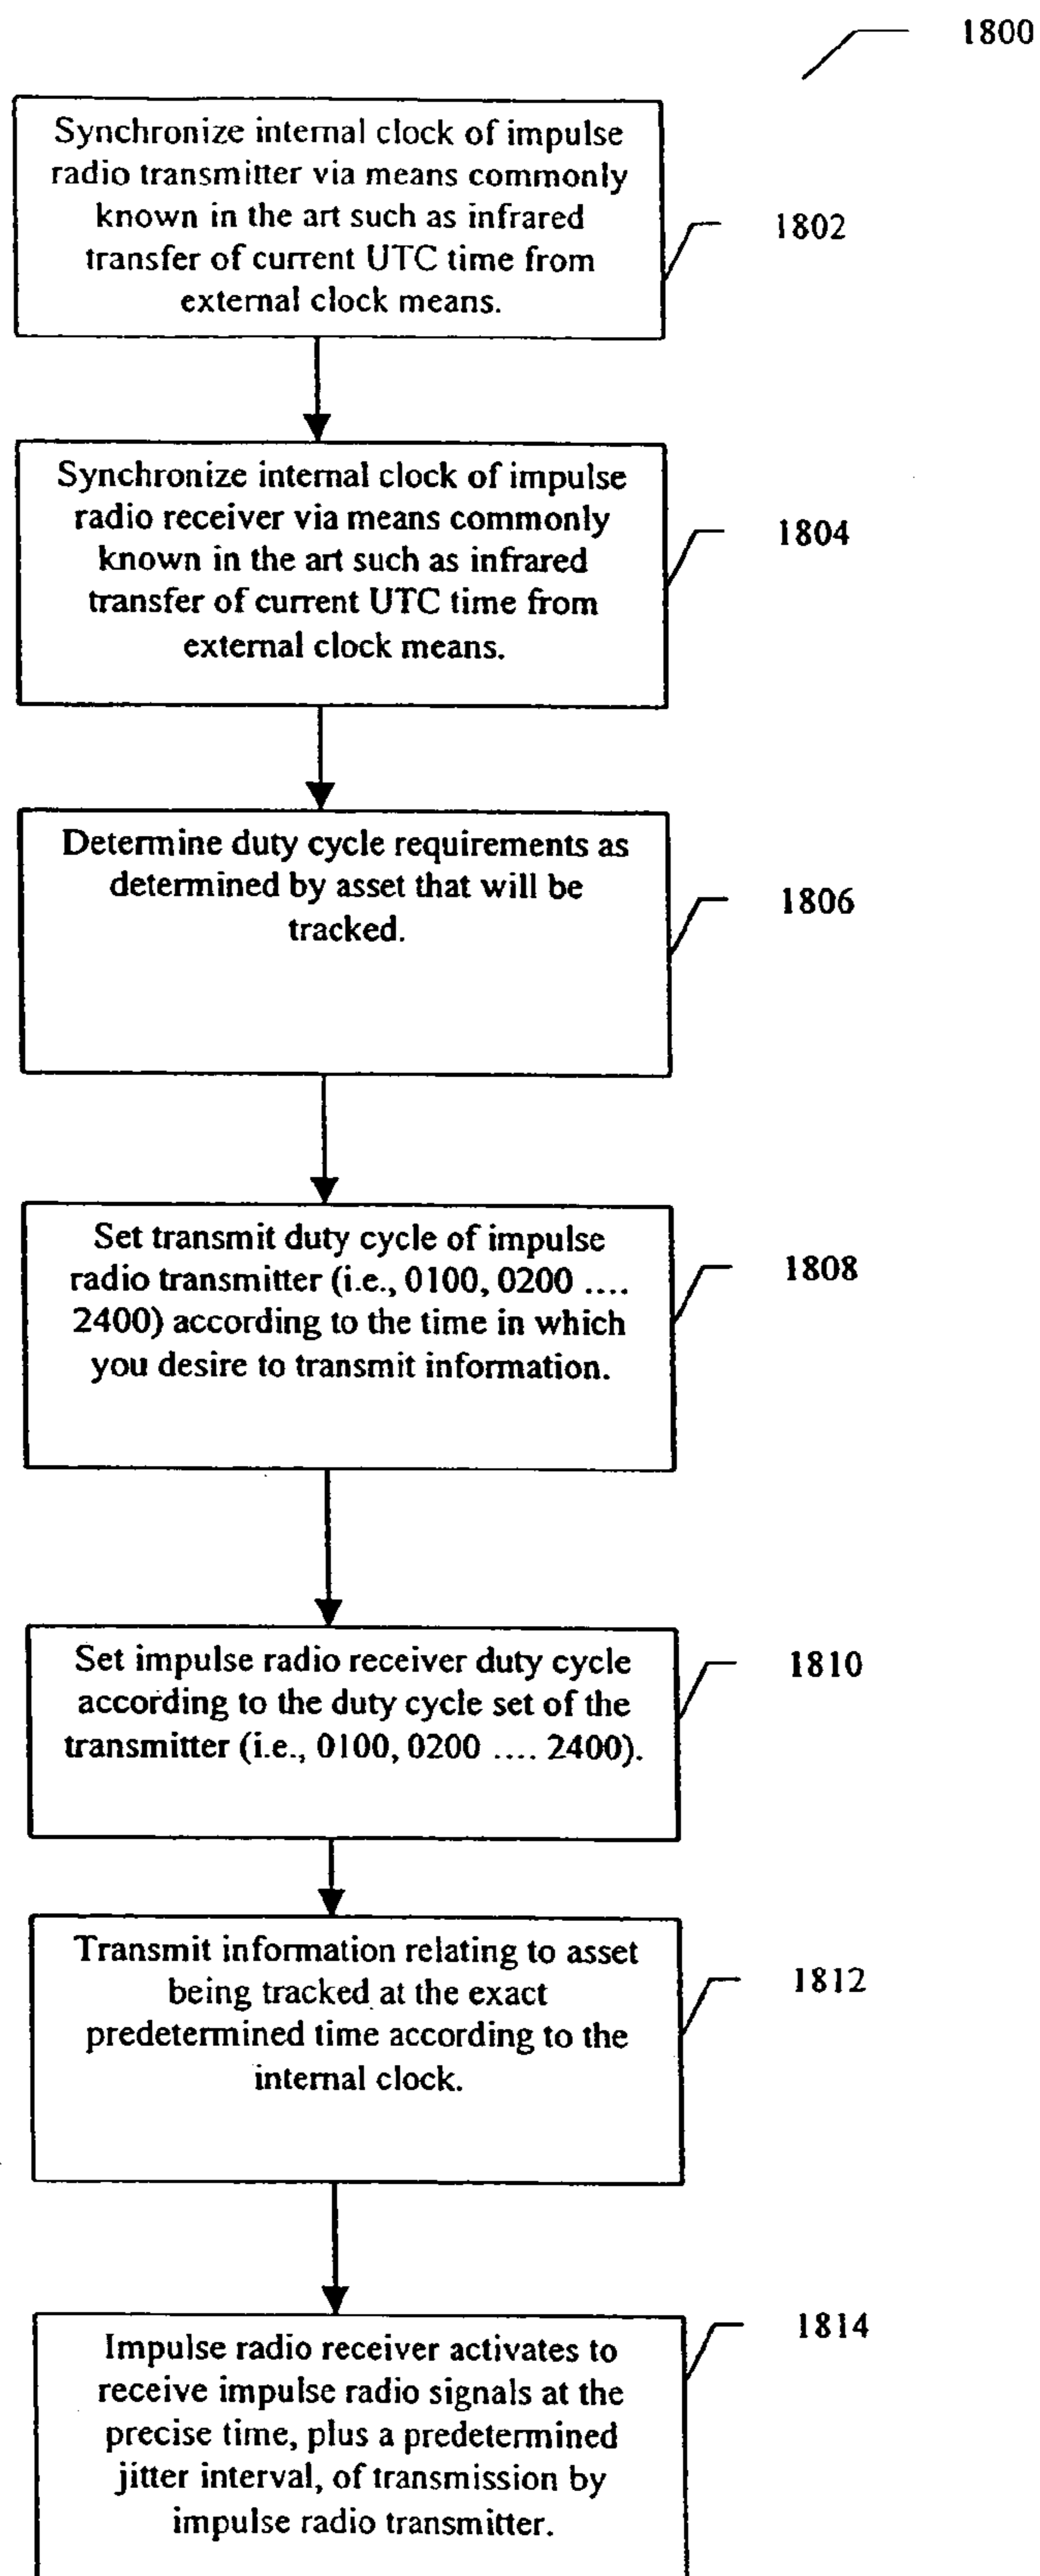 1800
Synchronize internal clock of impulse
radio transmitter via means commonly
known in the art such as infrared
transfer of current UTC time from
external clock means.
1802
Synchronize internal clock of impulse
radio receiver via means commonly
known in the art such as infrared
transfer of current UTC time from
external clock means.
1804
Determine duty cycle requirements as
determined by asset that will be
tracked.
1806
Set transmit duty cycle of impulse
radio transmitter (i.e., 0100, 0200 ....
2400) according to the time in which
you desire to transmit information.
1808
Set impulse radio receiver duty cycle
according to the duty cycle set of the
transmitter (i.e., 0100, 0200 .... 2400).
1810
Transmit information relating to asset
being tracked at the exact
predetermined time according to the
internal clock.
1812
Impulse radio receiver activates to
receive impulse radio signals at the
precise time, plus a predetermined
jitter interval, of transmission by
impulse radio transmitter.
1814